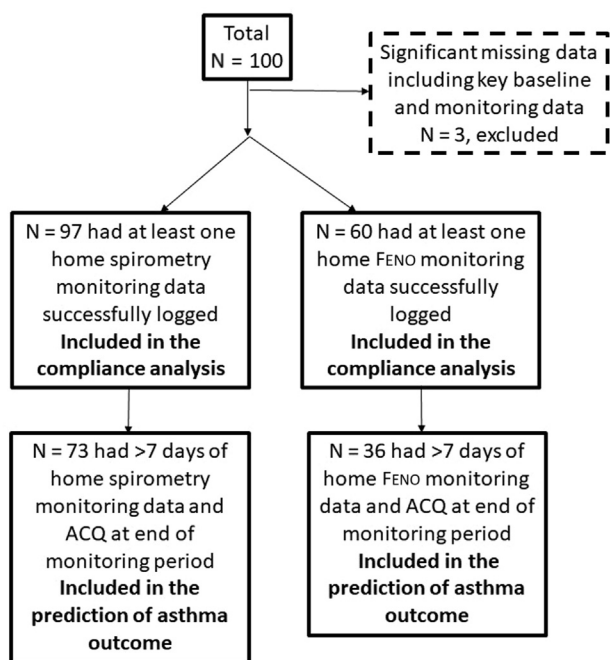 Total
N = 100
Significant missing data
including key baseline
and monitoring data
N = 3, excluded
N = 97 had at least one
home spirometry
monitoring data
successfully logged
Included in the
compliance analysis
N = 60 had at least one
home FENO monitoring
data successfully
logged
Included in the
compliance analysis
N = 73 had >7 days of
home spirometry
monitoring data and
ACQ at end of
monitoring period
Included in the
prediction of asthma
outcome
N = 36 had >7 days of
home FENO monitoring
data and ACQ at end of
monitoring period
Included in the
prediction of asthma
outcome